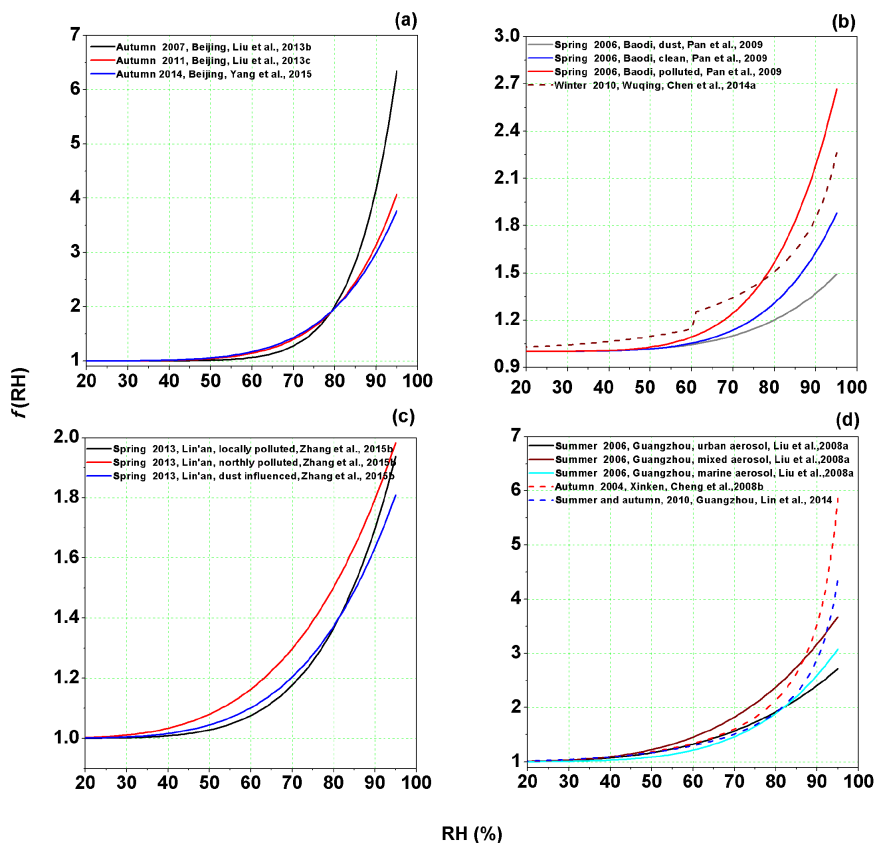 (a)
7
6
5
4
3
2
1
Autumn 2007, Beijing, Liu et al., 2013b
Autumn 2011, Beijing, Liu et al., 2013c
Autumn 2014, Beijing, Yang et al., 2015
20 30 40 50 60 70 80 90 100
(b)
3.0
2.7
2.4
2.1
1.8
1.5
1.2
0.9
Spring 2006, Baodi, dust, Pan et al., 2009
Spring 2006, Baodi, clean, Pan et al., 2009
Spring 2006, Baodi, polluted, Pan et al., 2009
Winter 2010, Wuqing, Chen et al., 2014a
20 30 40 50 60 70 80 90 100
f(RH)
(c)
2.0
1.8
1.6
1.4
1.2
1.0
Spring 2013, Lin'an, locally polluted, Zhang et al., 2015b
Spring 2013, Lin'an, northly polluted, Zhang et al., 2015b
Spring 2013, Lin'an, dust influenced, Zhang et al., 2015b
20 30 40 50 60 70 80 90 100
(d)
7
6
5
4
3
2
1
Summer 2006, Guangzhou, urban aerosol, Liu et al.,2008a
Summer 2006, Guangzhou, mixed aerosol, Liu et al.,2008a
Summer 2006, Guangzhou, marine aerosol, Liu et al.,2008a
Autumn 2004, Xinken, Cheng et al.,2008b
Summer and autumn, 2010, Guangzhou, Lin et al., 2014
20 30 40 50 60 70 80 90 100
RH (%)